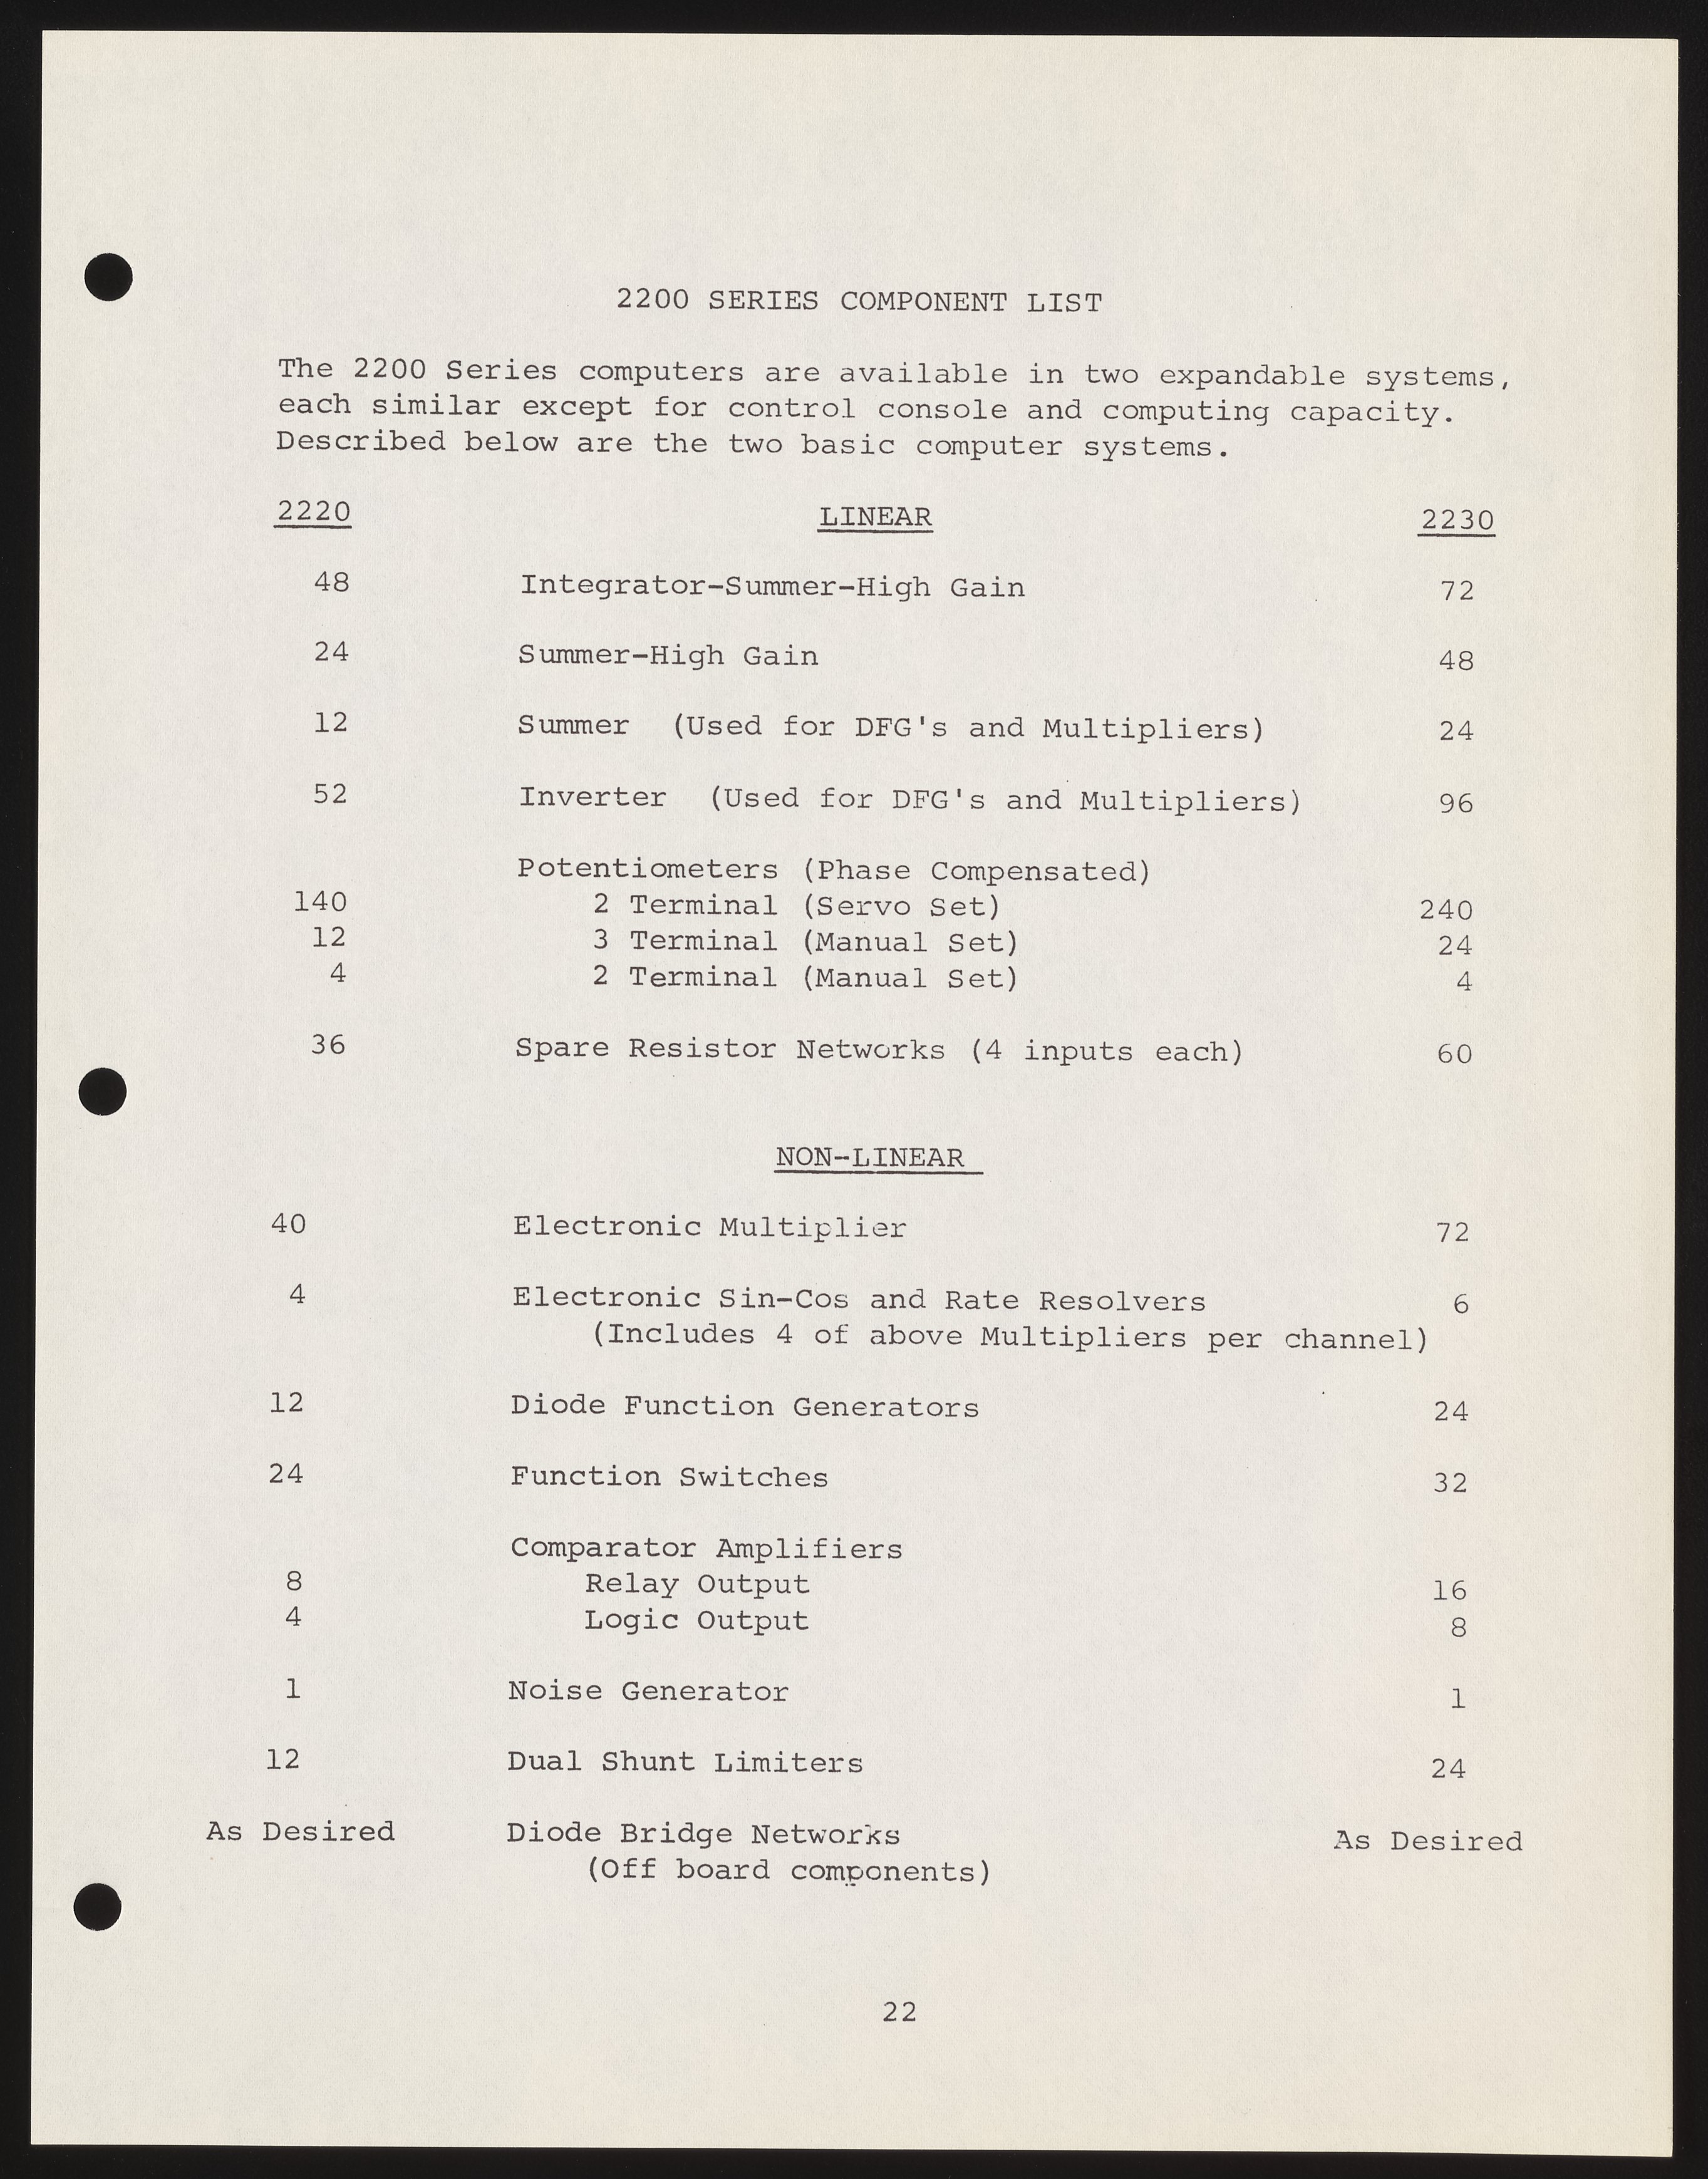 2200 SERIES COMPONENT LIST
The 2200 Series computers are available in two expandable systems,
each similar except for control console and computing capacity.
Described below are the two basic computer systems.
2220 LINEAR 2230
48 Integrator-Summer-High Gain 72
24 Summer-High Gain 48
12 Summer (Used for DFG's and Multipliers) 24
52 Inverter (Used for DFG's and Multipliers) 96
Potentiometers (Phase Compensated)
140 2 Terminal (Servo Set) 240
12 3 Terminal (Manual Set) 24
4 2 Terminal (Manual Set) 4
36 Spare Resistor Networks (4 inputs each) 60
NON-LINEAR
40 Electronic Multiplier 72
4 Electronic Sin-Cos and Rate Resolvers 6
(Includes 4 of above Multipliers per channel)
12 Diode Function Generators 24
24 Function Switches 32
Comparator Amplifiers
8 Relay Output 16
4 Logic Output 8
1 Noise Generator 1
12 Dual Shunt Limiters 24
As Desired Diode Bridge Networks As Desired
(Off board components)
22